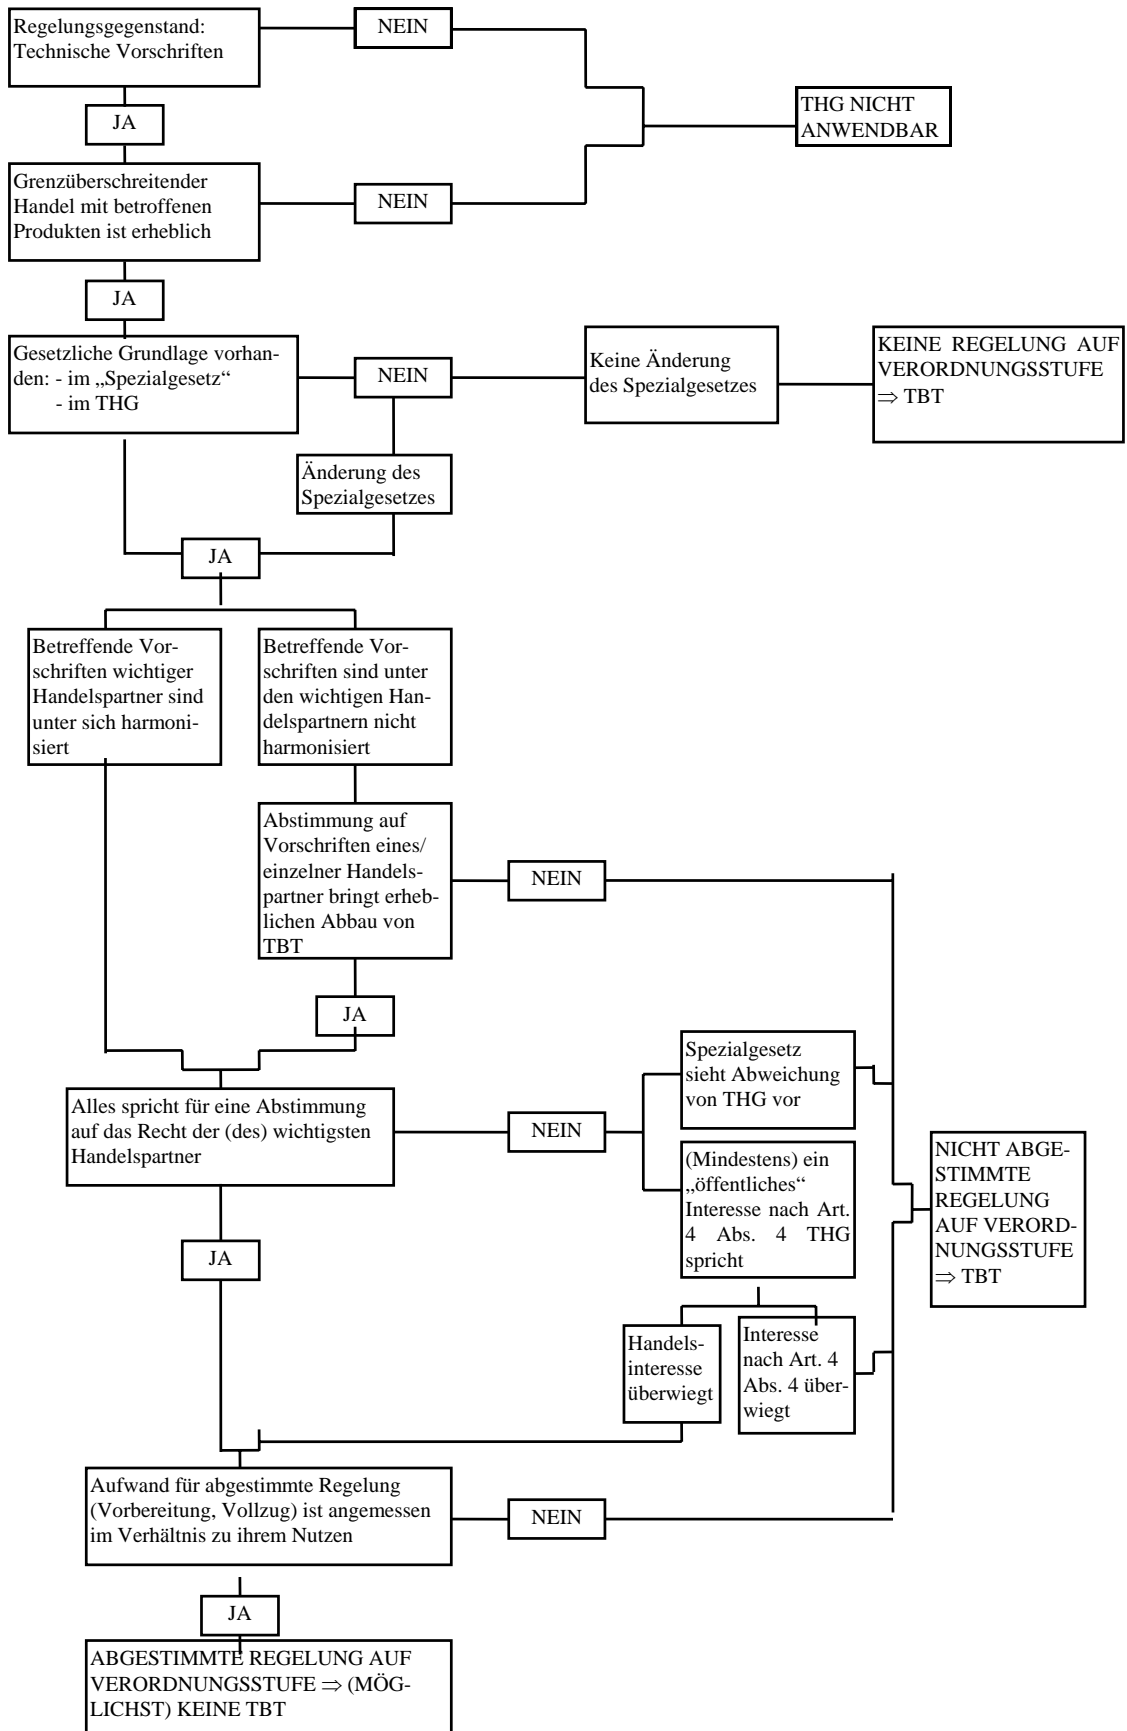 Regelungsgegenstand:
Technische Vorschriften
NEIN
THG NICHT
ANWENDBAR
JA
Grenzüberschreitender
Handel mit betroffenen
Produkten ist erheblich
NEIN
JA
Gesetzliche Grundlage vorhan-
den: - im „Spezialgesetz“
- im THG
NEIN
Keine Änderung
des Spezialgesetzes
KEINE REGELUNG AUF
VERORDNUNGSSTUFE
⇒ TBT
Änderung des
Spezialgesetzes
JA
Betreffende Vor-
schriften wichtiger
Handelspartner sind
unter sich harmoni-
siert
Betreffende Vor-
schriften sind unter
den wichtigen Han-
delspartnern nicht
harmonisiert
Abstimmung auf
Vorschriften eines/
einzelner Handels-
partner bringt erheb-
lichen Abbau von
TBT
NEIN
JA
Alles spricht für eine Abstimmung
auf das Recht der (des) wichtigsten
Handelspartner
NEIN
Spezialgesetz
sieht Abweichung
von THG vor
(Mindestens) ein
„öffentliches“
Interesse nach Art.
4 Abs. 4 THG
spricht
NICHT ABGE-
STIMMTE
REGELUNG
AUF VERORD-
NUNGSSTUFE
⇒ TBT
JA
Handels-
interesse
überwiegt
Interesse
nach Art. 4
Abs. 4 über-
wiegt
Aufwand für abgestimmte Regelung
(Vorbereitung, Vollzug) ist angemessen
im Verhältnis zu ihrem Nutzen
NEIN
JA
ABGESTIMMTE REGELUNG AUF
VERORDNUNGSSTUFE ⇒ (MÖG-
LICHST) KEINE TBT